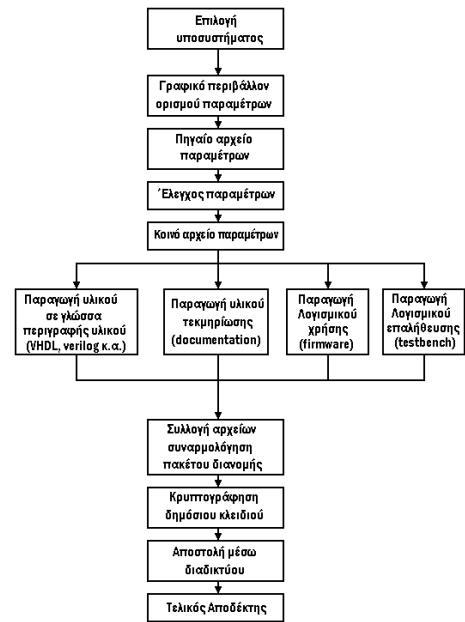 Επιλογή
υποσυστήματος
Γραφικό περιβάλλον
ορισμού παραμέτρων
Πηγαίο αρχείο
παραμέτρων
Έλεγχος παραμέτρων
Κοινό αρχείο παραμέτρων
Παραγωγή υλικού
σε γλώσσα
περιγραφής υλικού
(VHDL, verilog κ.α.)
Παραγωγή υλικού
τεκμηρίωσης
(documentation)
Παραγωγή
Λογισμικού
χρήσης
(firmware)
Παραγωγή
Λογισμικού
επαλήθευσης
(testbench)
Συλλογή αρχείων
συναρμολόγηση
πακέτου διανομής
Κρυπτογράφηση
δημόσιου κλειδιού
Αποστολή μέσω
διαδικτύου
Τελικός Αποδέκτης